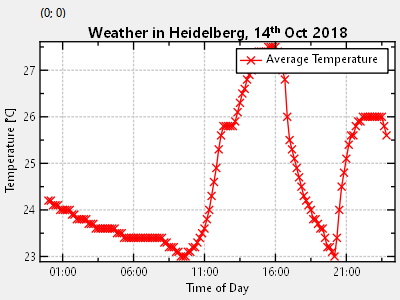 (0; 0)
Weather in Heidelberg, 14th Oct 2018
Average Temperature
Temperature [°C]
27
26
25
24
23
01:00 06:00 11:00 16:00 21:00
Time of Day